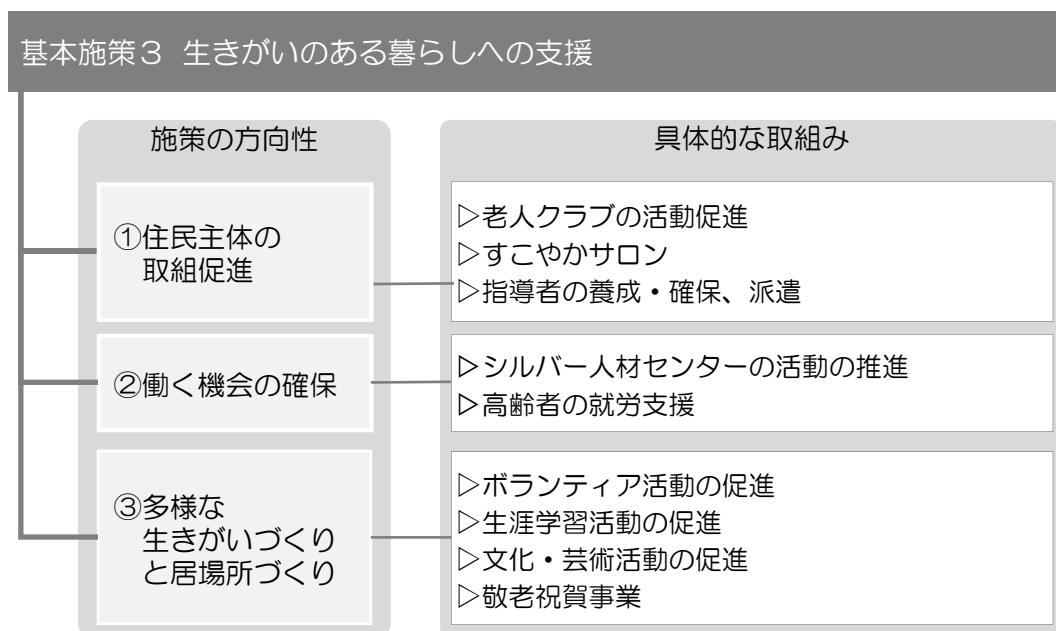 基本施策３ 生きがいのある暮らしへの支援
施策の方向性
具体的な取組み
①住民主体の
取組促進
▷老人クラブの活動促進
▷すこやかサロン
▷指導者の養成・確保、派遣
②働く機会の確保
▷シルバー人材センターの活動の推進
▷高齢者の就労支援
③多様な
生きがいづくり
と居場所づくり
▷ボランティア活動の促進
▷生涯学習活動の促進
▷文化・芸術活動の促進
▷敬老祝賀事業